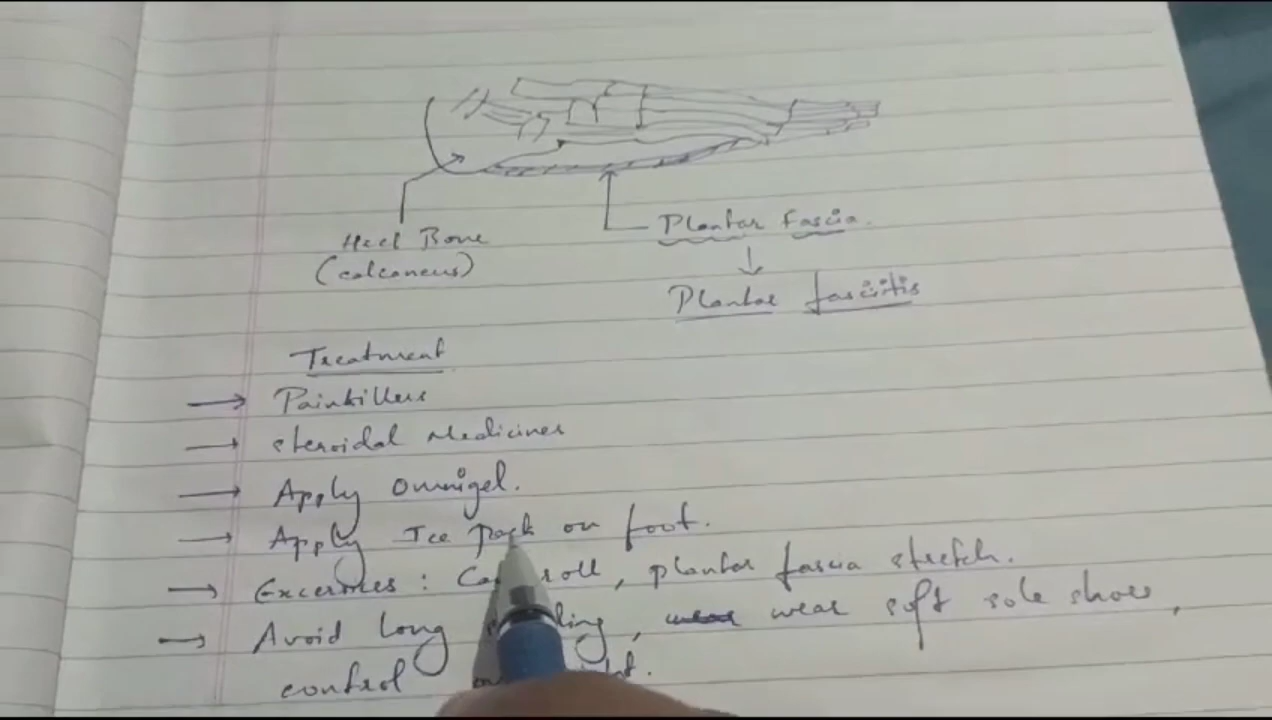 Heel Bone
(calcaneus)
Plantar fascia.
Plantar fasciitis
Treatment
Painkillers
steroidal Medicines
Apply Omnigel.
Apply Ice pack on foot.
Excercises : roll, plantar fascia stretch.
Avoid long , wear soft sole shoes,
control